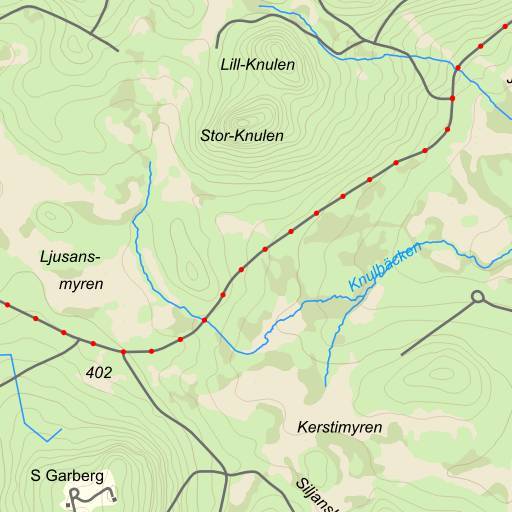 Lill-Knulen
Stor-Knulen
Ljusans-
myren
Knulbäcken
402
Kerstimyren
S Garberg